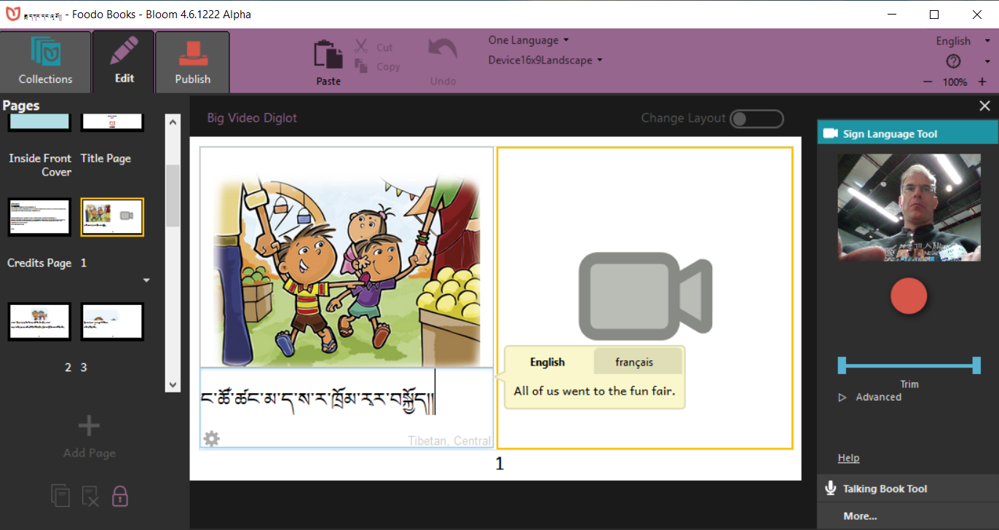 - Foodo Books - Bloom 4.6.1222 Alpha
Collections
Edit
Publish
Paste
Cut
Copy
Undo
One Language
Device16x9Landscape
English
100%
Pages
Inside Front Cover
Title Page
Credits Page
1
2
3
Add Page
Big Video Diglot
Change Layout
ང་ཚོ་ཚང་མ་ད་ས་ར་ཁྲོམ་རར་བསྐྱོད།།
Tibetan, Central
English
français
All of us went to the fun fair.
1
Sign Language Tool
Trim
Advanced
Help
Talking Book Tool
More...